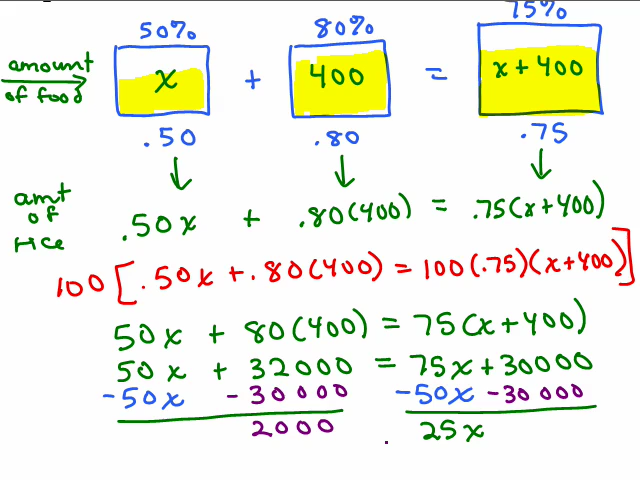 50% 80% 75%
amount of food x + 400 = x + 400
.50 .80 .75
amt of rice .50x + .80(400) = .75(x+400)
100[.50x + .80(400) = 100(.75)(x+400)]
50x + 80(400) = 75(x+400)
50x + 32000 = 75x + 30000
-50x -30000 -50x -30000
2000 25x